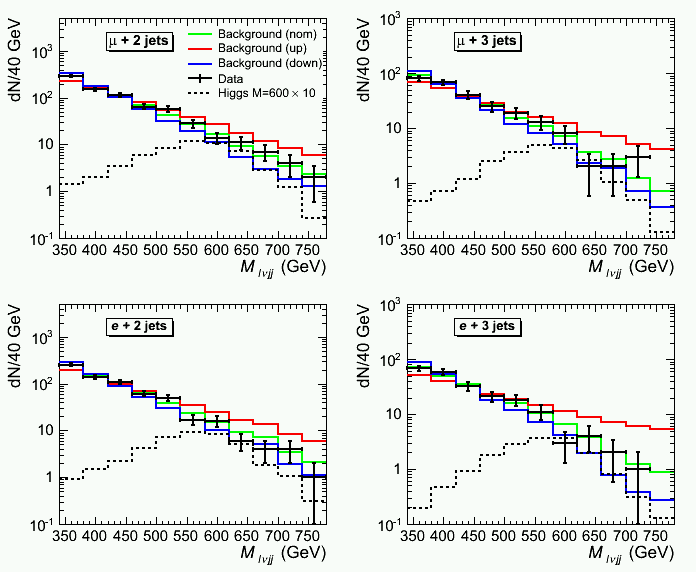 dN/40 GeV
10³
10²
10
1
10⁻¹
μ + 2 jets
Background (nom)
Background (up)
Background (down)
Data
Higgs M=600 × 10
350 400 450 500 550 600 650 700 750
M_lνjj (GeV)
dN/40 GeV
10³
10²
10
1
10⁻¹
μ + 3 jets
350 400 450 500 550 600 650 700 750
M_lνjj (GeV)
dN/40 GeV
10³
10²
10
1
10⁻¹
e + 2 jets
350 400 450 500 550 600 650 700 750
M_lνjj (GeV)
dN/40 GeV
10³
10²
10
1
10⁻¹
e + 3 jets
350 400 450 500 550 600 650 700 750
M_lνjj (GeV)